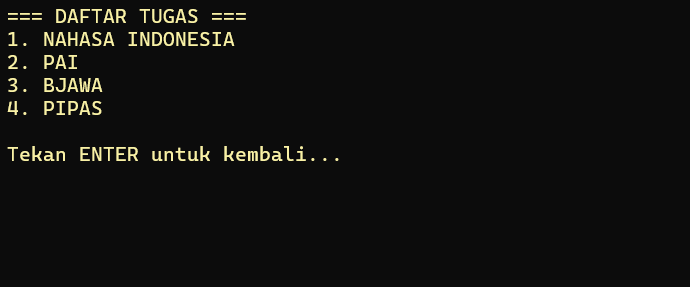 === DAFTAR TUGAS ===
1. NAHASA INDONESIA
2. PAI
3. BJAWA
4. PIPAS
Tekan ENTER untuk kembali...